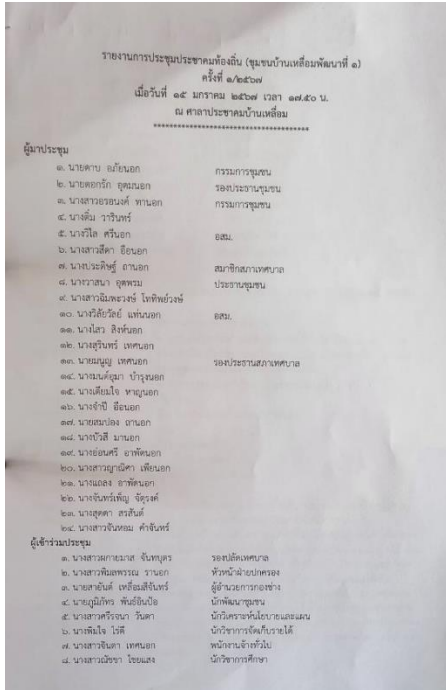 รายงานการประชุมประชาคมท้องถิ่น (ชุมชนบ้านเหลื่อมพัฒนาที่ ๑)
ครั้งที่ ๑/๒๕๖๗
เมื่อวันที่ ๑๕ มกราคม ๒๕๖๗ เวลา ๑๗.๕๐ น.
ณ ศาลาประชาคมบ้านเหลื่อม
***************************************
ผู้มาประชุม
๑. นายดาบ อภัยนอก กรรมการชุมชน
๒. นายดอกรัก อุดมนอก รองประธานชุมชน
๓. นางสาวอรอนงค์ ทานอก กรรมการชุมชน
๔. นางติ๋ม วารินทร์
๕. นางวิไล ศรีนอก อสม.
๖. นางสาวสีดา อือนอก
๗. นางประดิษฐ์ ถานอก สมาชิกสภาเทศบาล
๘. นางวาสนา อุดพรม ประธานชุมชน
๙. นางสาวฉิมพะวงษ์ โททิพย์วงษ์
๑๐. นางวิลัยวัลย์ แท่นนอก อสม.
๑๑. นางไสว สิงห์นอก
๑๒. นางสุรินทร์ เทศนอก
๑๓. นายมนูญ เทศนอก รองประธานสภาเทศบาล
๑๔. นางมนต์อุมา บำรุงนอก
๑๕. นางเตียมใจ หาญนอก
๑๖. นางจำปี อือนอก
๑๗. นายสมปอง ถานอก
๑๘. นางบัวสี มานอก
๑๙. นางอ่อนศรี อาพัดนอก
๒๐. นางสาวญาณิศา เพียนอก
๒๑. นางแถลง อาพัดนอก
๒๒. นางจันทร์เพ็ญ จัตุรงค์
๒๓. นางสุดตา สรสันต์
๒๔. นางสาวจันหอม คำจันทร์
ผู้เข้าร่วมประชุม
๑. นางสาวผกายมาส จันทบุตร รองปลัดเทศบาล
๒. นางสาวพิมลพรรณ รานอก หัวหน้าฝ่ายปกครอง
๓. นายสายันต์ เหลื่อมสีจันทร์ ผู้อำนวยการกองช่าง
๔. นายภูมิภัทร พันธ์อินป้อ นักพัฒนาชุมชน
๕. นางสาวศรีรจนา วันดา นักวิเคราะห์นโยบายและแผน
๖. นางพิมใจ ไร่ดี นักวิชาการจัดเก็บรายได้
๗. นางสาวจินดา เทศนอก พนักงานจ้างทั่วไป
๘. นางสาวณัชชา ไชยแสง นักวิชาการศึกษา